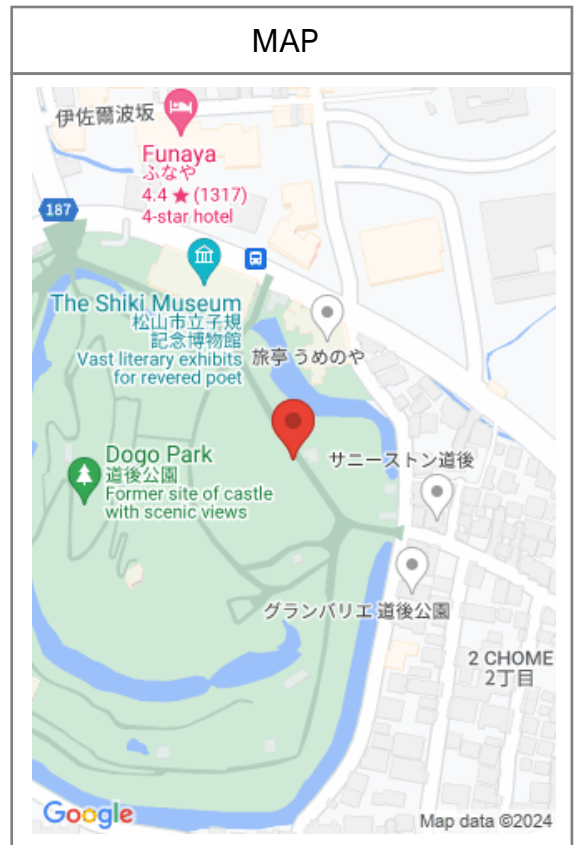 MAP
伊佐爾波坂
Funaya
ふなや
4.4 ★ (1317)
4-star hotel
187
The Shiki Museum
松山市立子規
記念博物館
Vast literary exhibits
for revered poet
旅亭 うめのや
Dogo Park
道後公園
Former site of castle
with scenic views
サニーストン道後
グランバリエ 道後公園
2 CHOME
2丁目
Google
Map data ©2024